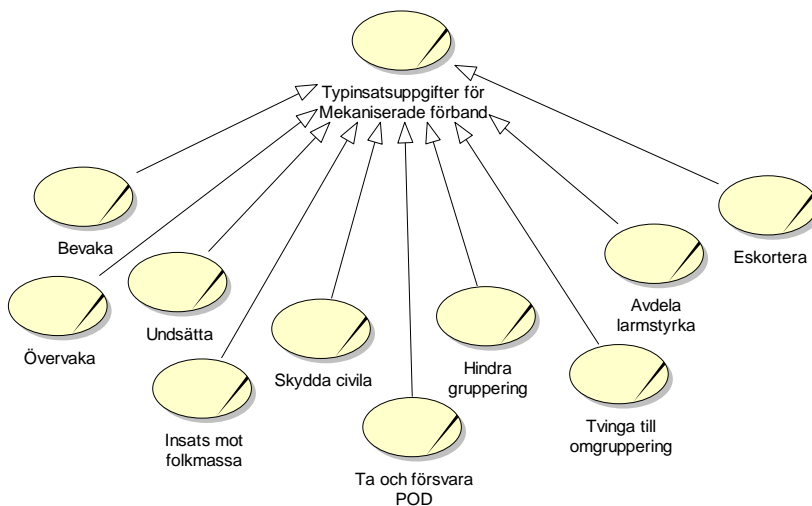 Typinsatsuppgifter för
Mekaniserade förband
Bevaka
Eskortera
Övervaka
Undsätta
Avdela
larmstyrka
Skydda civila
Hindra
gruppering
Insats mot
folkmassa
Tvinga till
omgruppering
Ta och försvara
POD